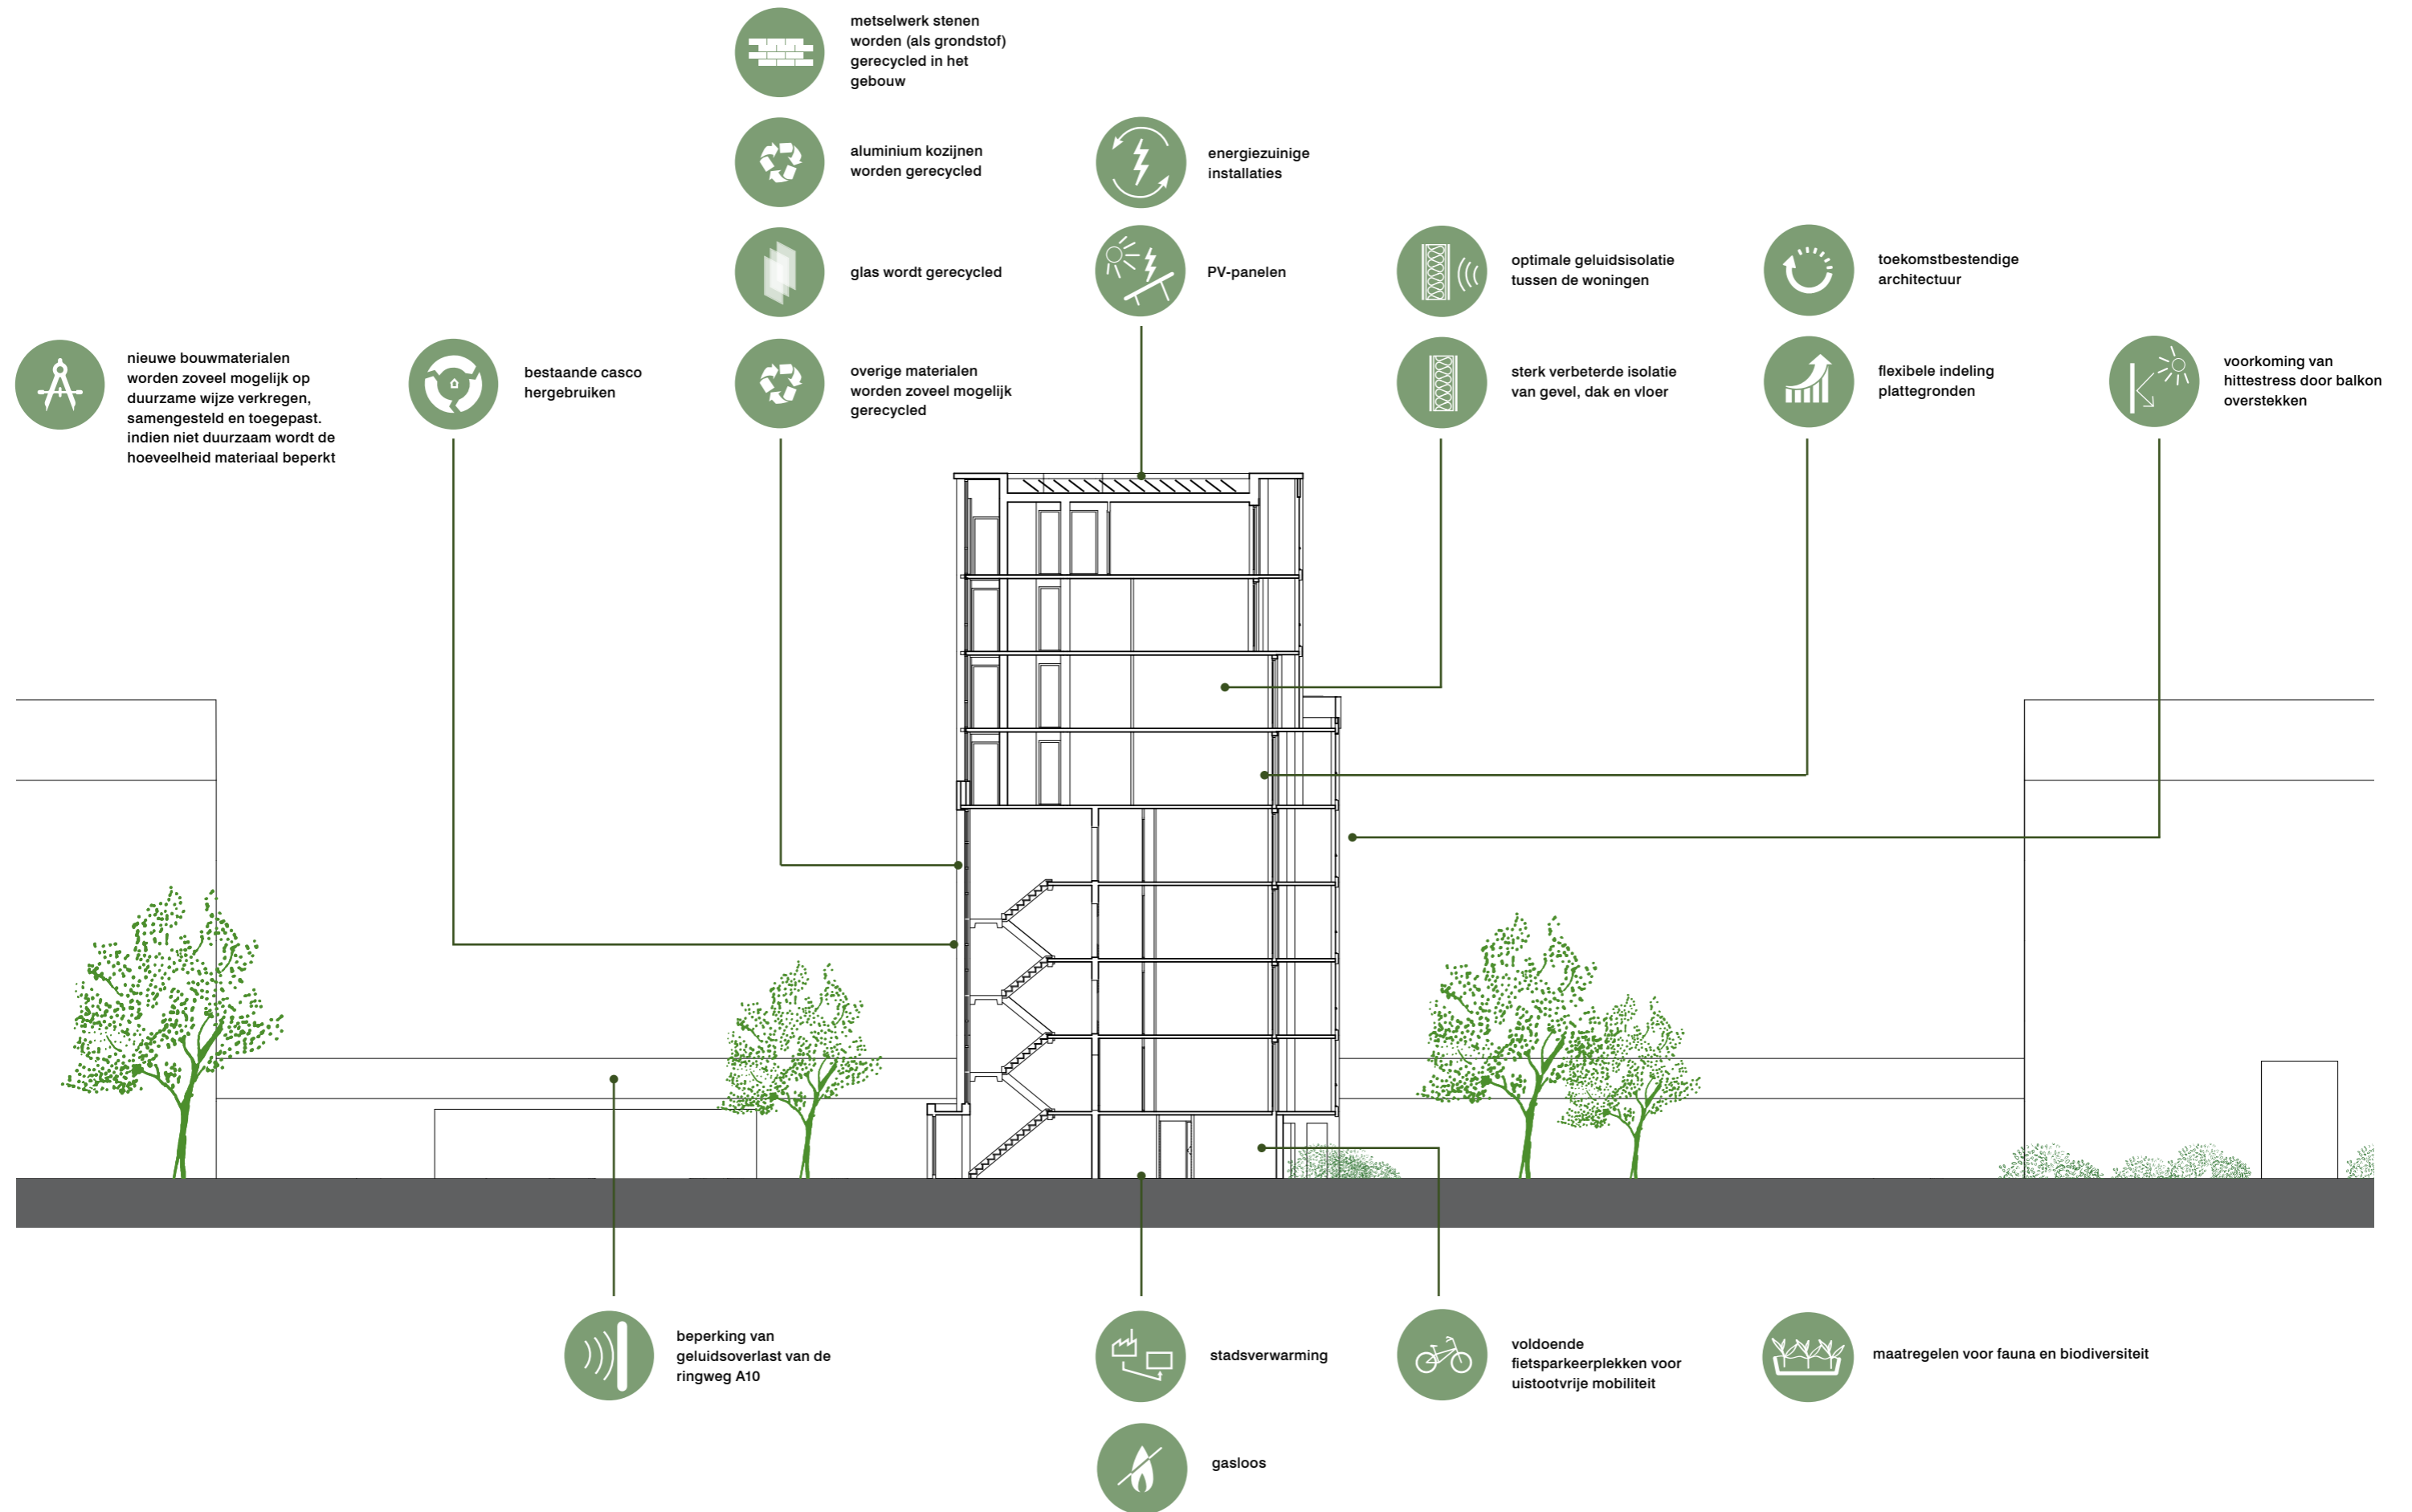 metselwerk stenen
worden (als grondstof)
gerecycled in het
gebouw
aluminium kozijnen
worden gerecycled
energiezuinige
installaties
glas wordt gerecycled
PV-panelen
optimale geluidsisolatie
tussen de woningen
toekomstbestendige
architectuur
nieuwe bouwmaterialen
worden zoveel mogelijk op
duurzame wijze verkregen,
samengesteld en toegepast.
indien niet duurzaam wordt de
hoeveelheid materiaal beperkt
bestaande casco
hergebruiken
overige materialen
worden zoveel mogelijk
gerecycled
sterk verbeterde isolatie
van gevel, dak en vloer
flexibele indeling
plattegronden
voorkoming van
hittestress door balkon
overstekken
beperking van
geluidsoverlast van de
ringweg A10
stadsverwarming
voldoende
fietsparkeerplekken voor
uistootvrije mobiliteit
maatregelen voor fauna en biodiversiteit
gasloos